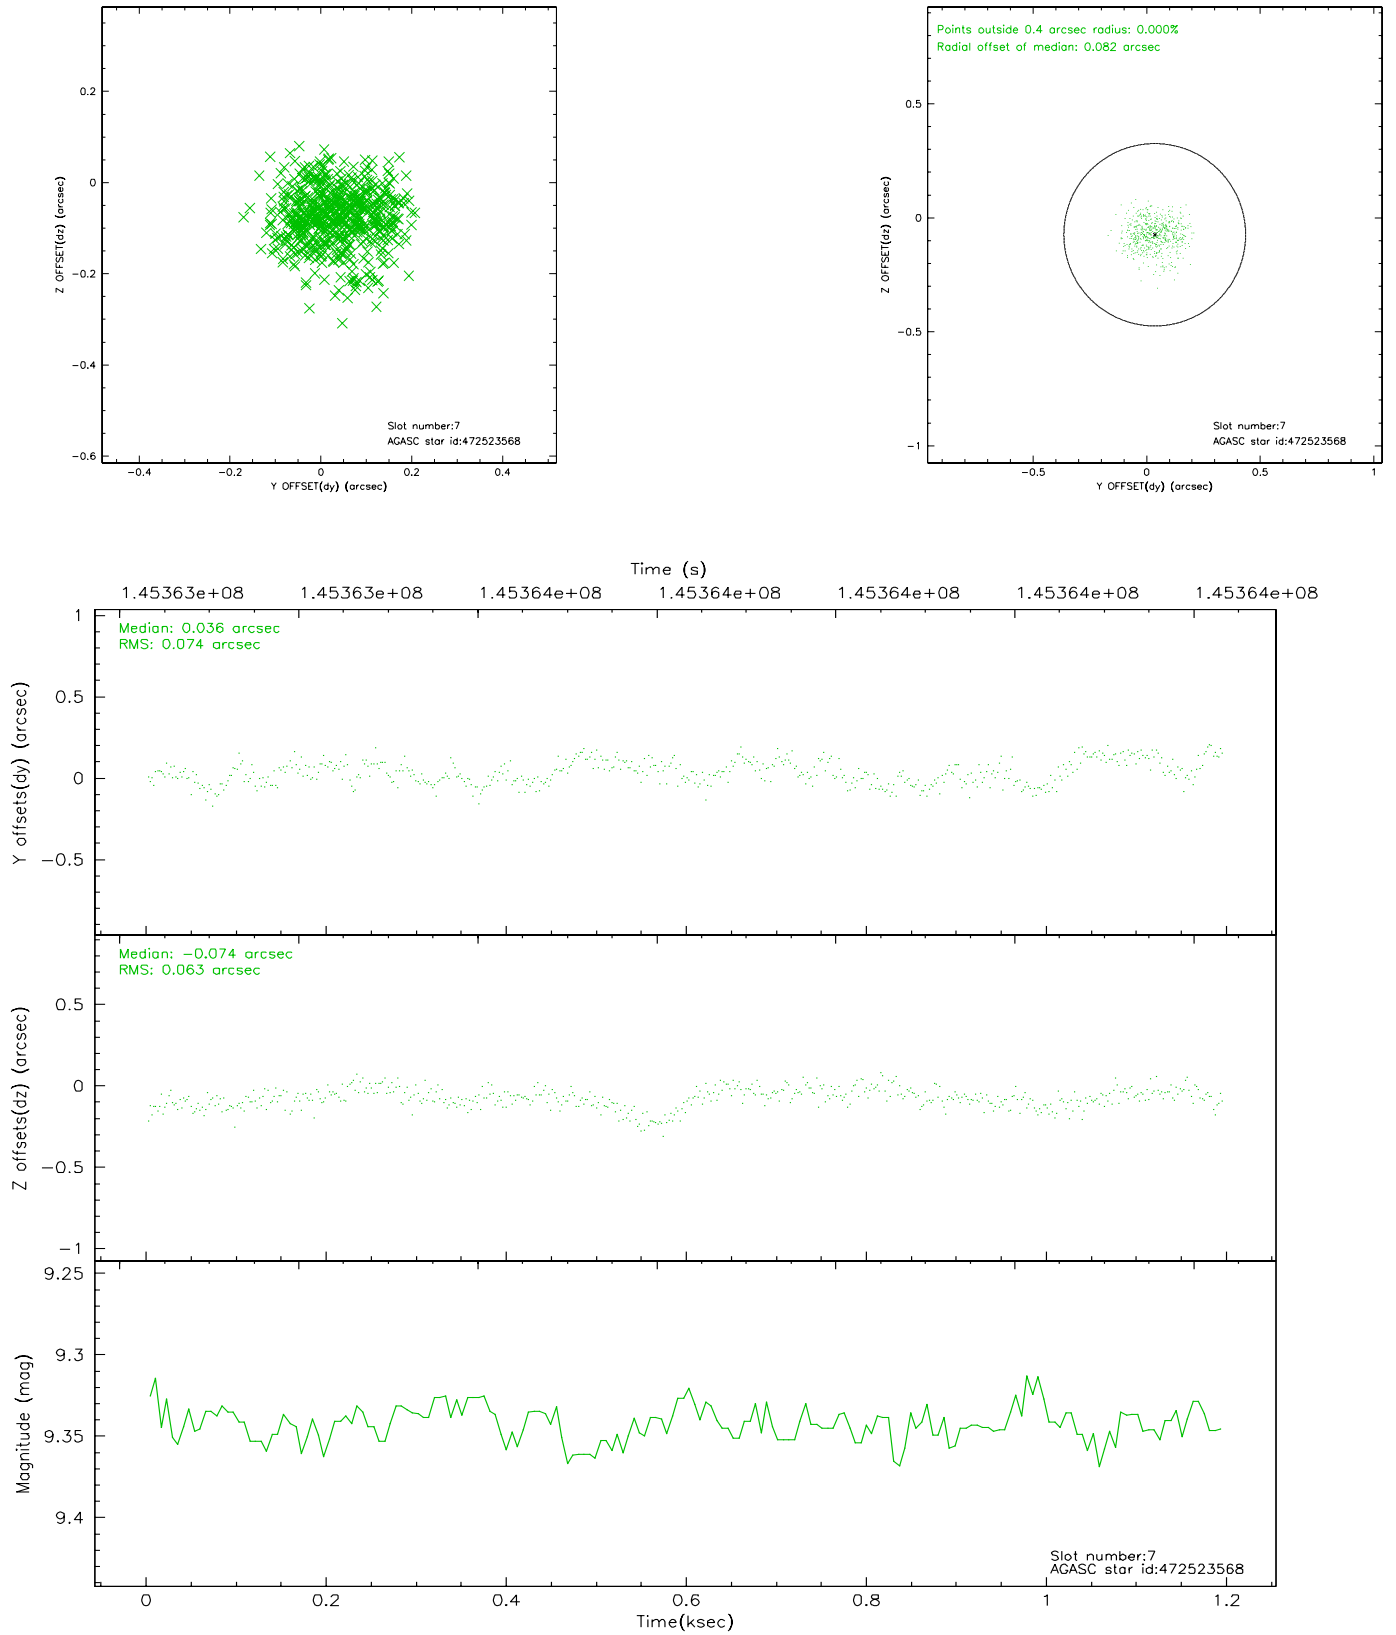 0.2
0
−0.2
−0.4
−0.6
Z OFFSET(dz) (arcsec)
Slot number:7
AGASC star id:472523568
−0.4 −0.2 0 0.2 0.4
Y OFFSET(dy) (arcsec)
Points outside 0.4 arcsec radius: 0.000%
Radial offset of median: 0.082 arcsec
0.5
0
−0.5
−1
Z OFFSET(dz) (arcsec)
Slot number:7
AGASC star id:472523568
−0.5 0 0.5 1
Y OFFSET(dy) (arcsec)
Time (s)
1.45363e+08 1.45363e+08 1.45364e+08 1.45364e+08 1.45364e+08 1.45364e+08 1.45364e+08
Median: 0.036 arcsec
RMS: 0.074 arcsec
1
0.5
0
−0.5
Y offsets(dy) (arcsec)
Median: −0.074 arcsec
RMS: 0.063 arcsec
0.5
0
−0.5
−1
Z offsets(dz) (arcsec)
9.25
9.3
9.35
9.4
Magnitude (mag)
Slot number:7
AGASC star id:472523568
0 0.2 0.4 0.6 0.8 1 1.2
Time(ksec)